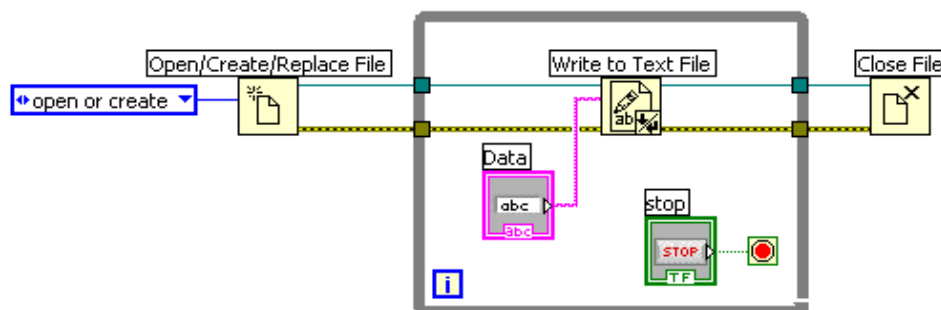 Open/Create/Replace File
Write to Text File
Close File
open or create
ab
Data
abc
abc
stop
STOP
TF
i